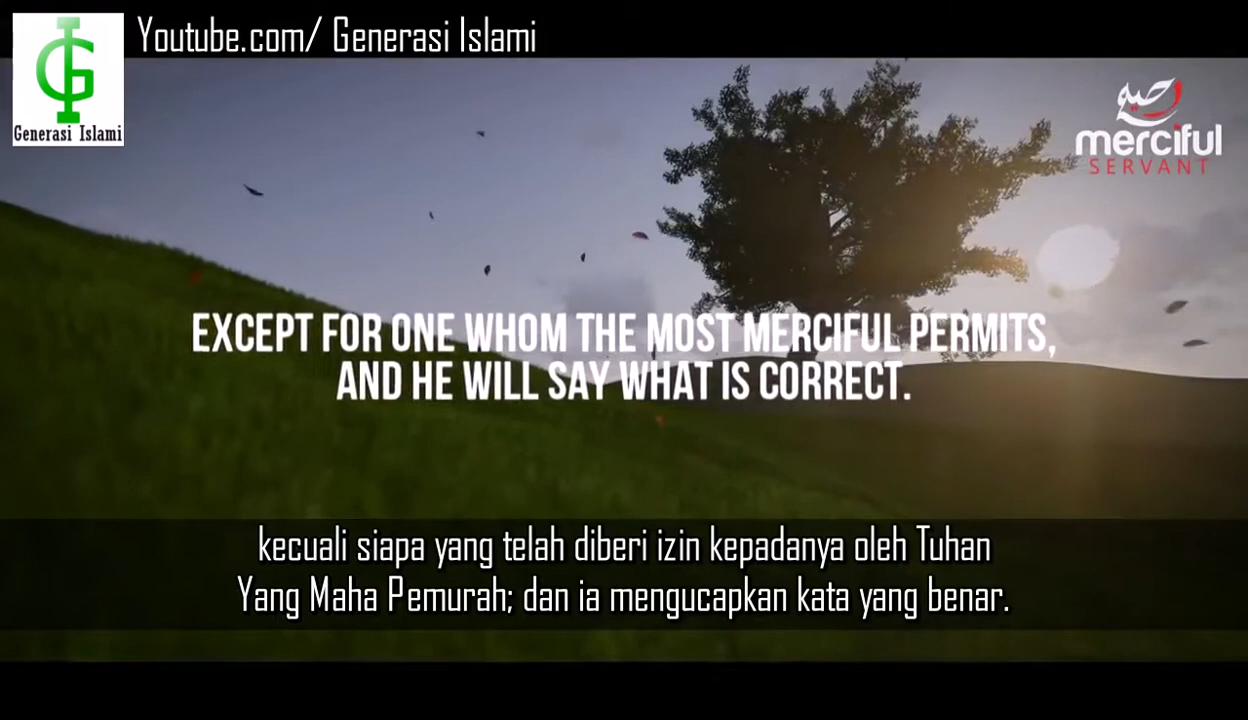 Youtube.com/ Generasi Islami
Generasi Islami
merciful
SERVANT
EXCEPT FOR ONE WHOM THE MOST MERCIFUL PERMITS,
AND HE WILL SAY WHAT IS CORRECT.
kecuali siapa yang telah diberi izin kepadanya oleh Tuhan
Yang Maha Pemurah; dan ia mengucapkan kata yang benar.